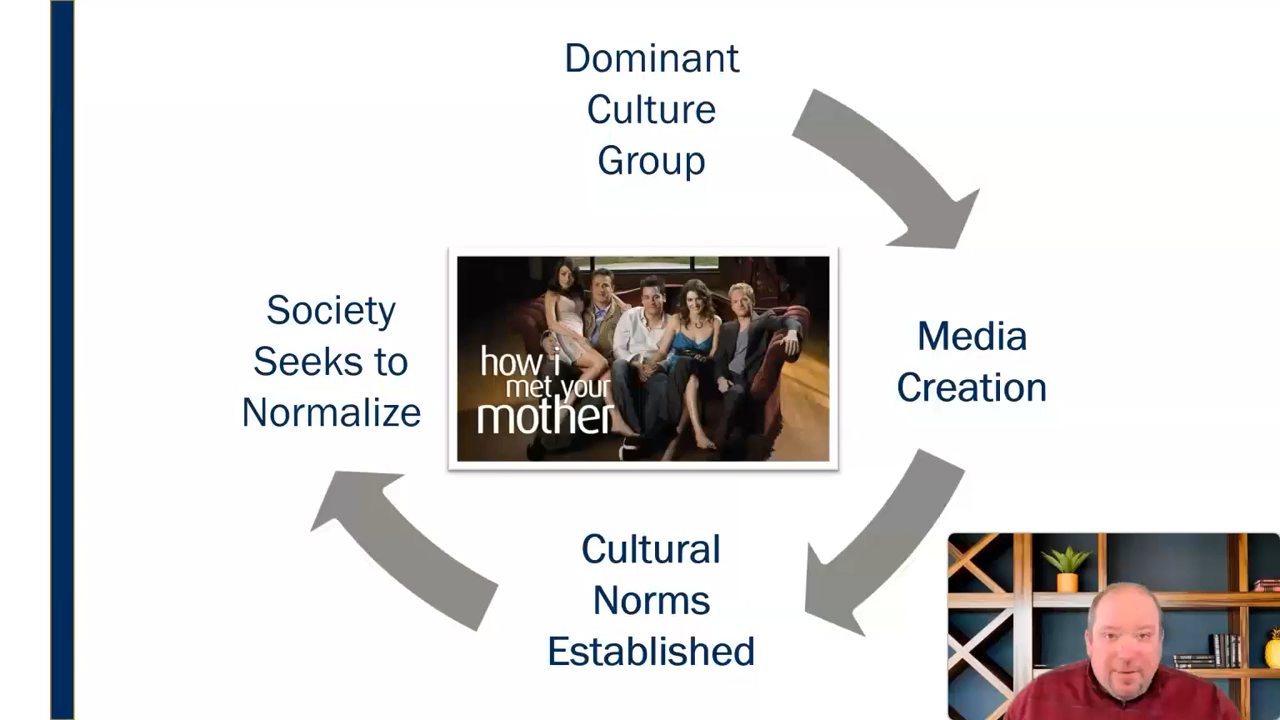 Dominant
Culture
Group
Media
Creation
Cultural
Norms
Established
Society
Seeks to
Normalize
how i
met your
mother